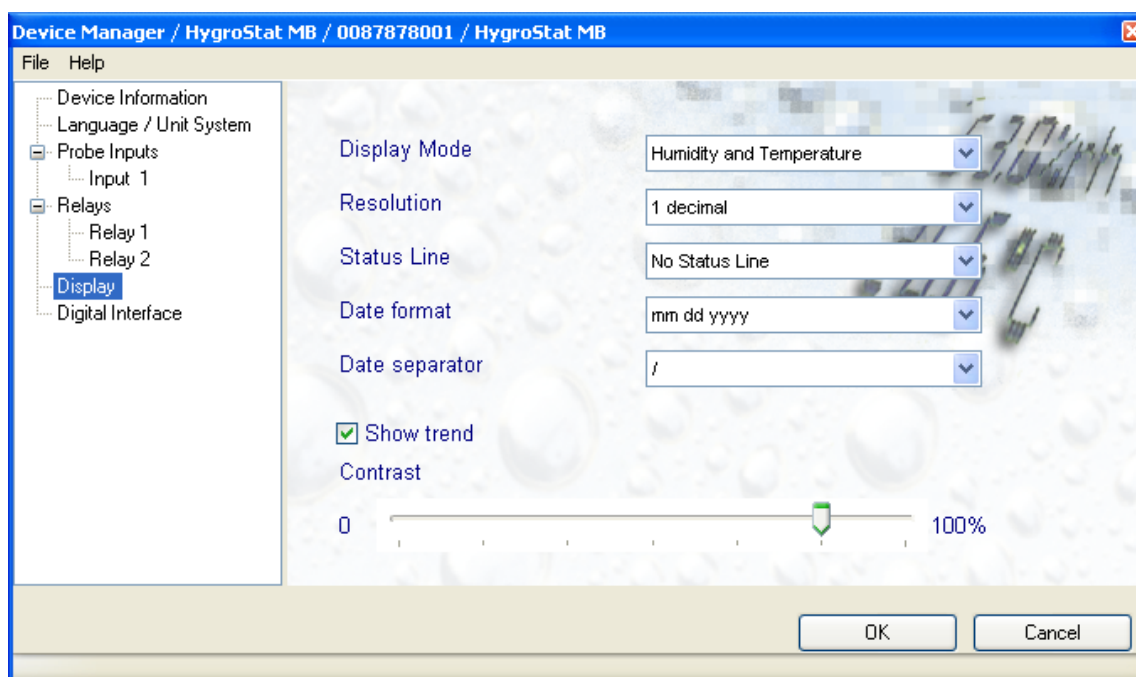 Device Manager / HygroStat MB / 0087878001 / HygroStat MB
File Help
Device Information
Language / Unit System
Probe Inputs
Input 1
Relays
Relay 1
Relay 2
Display
Digital Interface
Display Mode Humidity and Temperature
Resolution 1 decimal
Status Line No Status Line
Date format mm dd yyyy
Date separator /
Show trend
Contrast
0 100%
OK Cancel